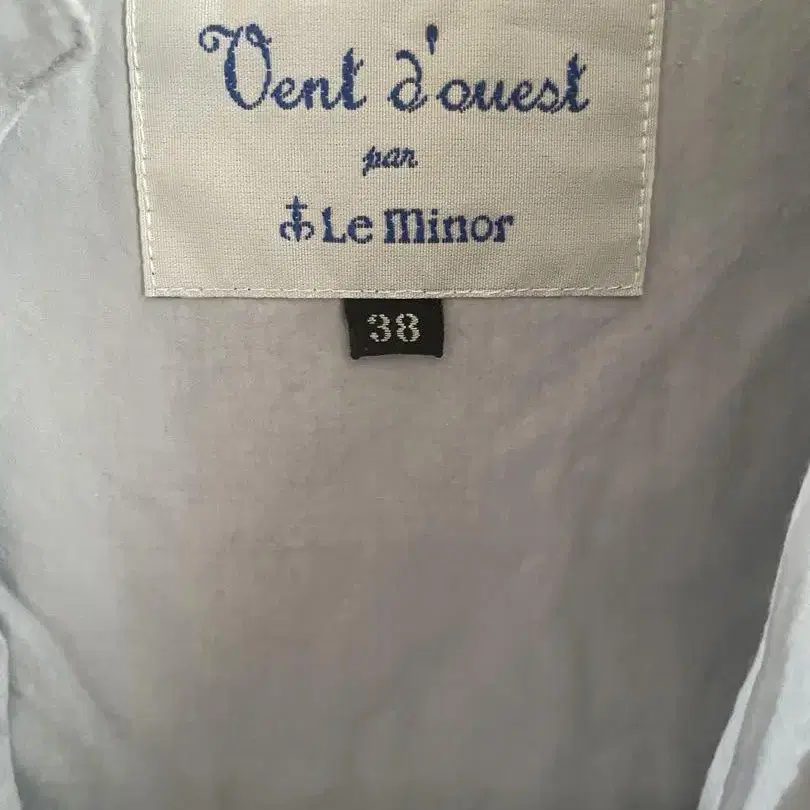 Vent d'ouest
par
Le Minor
38